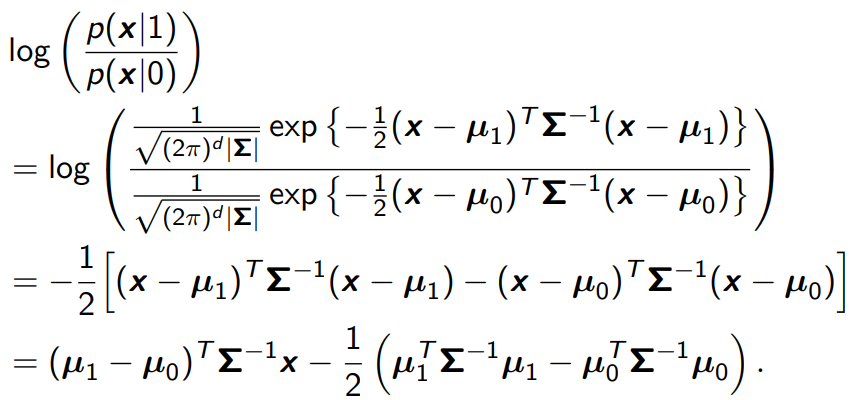 log ( p(x|1) / p(x|0) )
= log ( 1/√((2π)ᵈ|Σ|) exp {−½(x − μ₁)ᵀΣ⁻¹(x − μ₁)} / 1/√((2π)ᵈ|Σ|) exp {−½(x − μ₀)ᵀΣ⁻¹(x − μ₀)} )
= −1/2 [(x − μ₁)ᵀΣ⁻¹(x − μ₁) − (x − μ₀)ᵀΣ⁻¹(x − μ₀)]
= (μ₁ − μ₀)ᵀΣ⁻¹x − 1/2 (μ₁ᵀΣ⁻¹μ₁ − μ₀ᵀΣ⁻¹μ₀) .